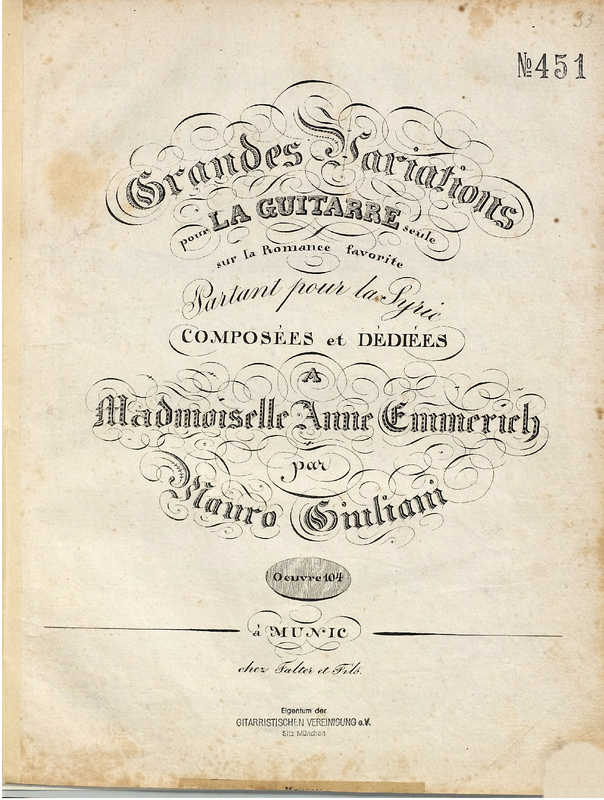 33
№451
Grandes Variations
pour LA GUITARRE seule
sur la Romance favorite
Partant pour la Syrie
COMPOSÉES et DÉDIÉES
A
Madmoiselle Anne Emmerich
par
Mauro Giuliani
Oeuvre 104
à MUNIC
chez Falter et Fils.
Eigentum der
GITARRISTISCHEN VEREINIGUNG e.V.
Sitz München